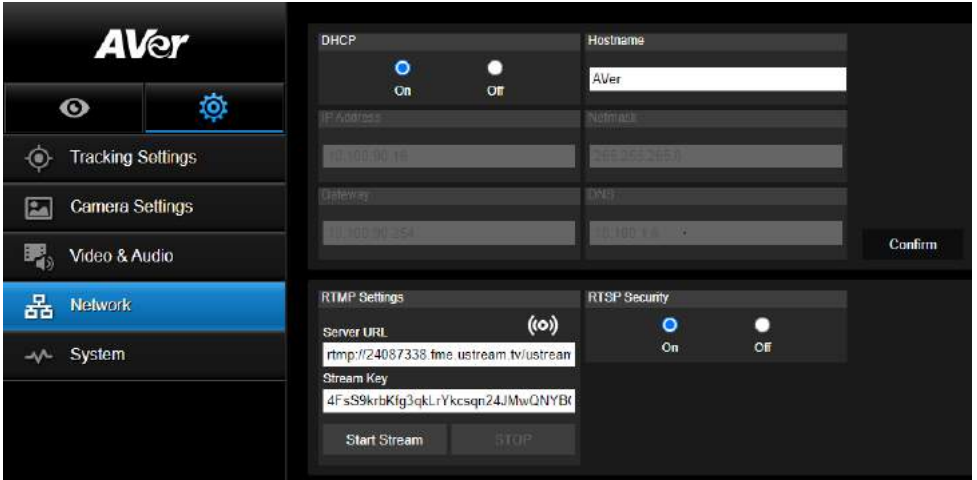 AVer
Tracking Settings
Camera Settings
Video & Audio
Network
System
DHCP
On
Off
Hostname
AVer
IP Address
Netmask
Gateway
DNS
Confirm
RTMP Settings
Server URL
rtmp://24087338.fme.ustream.tv/ustream
Stream Key
Start Stream
STOP
RTSP Security
On
Off